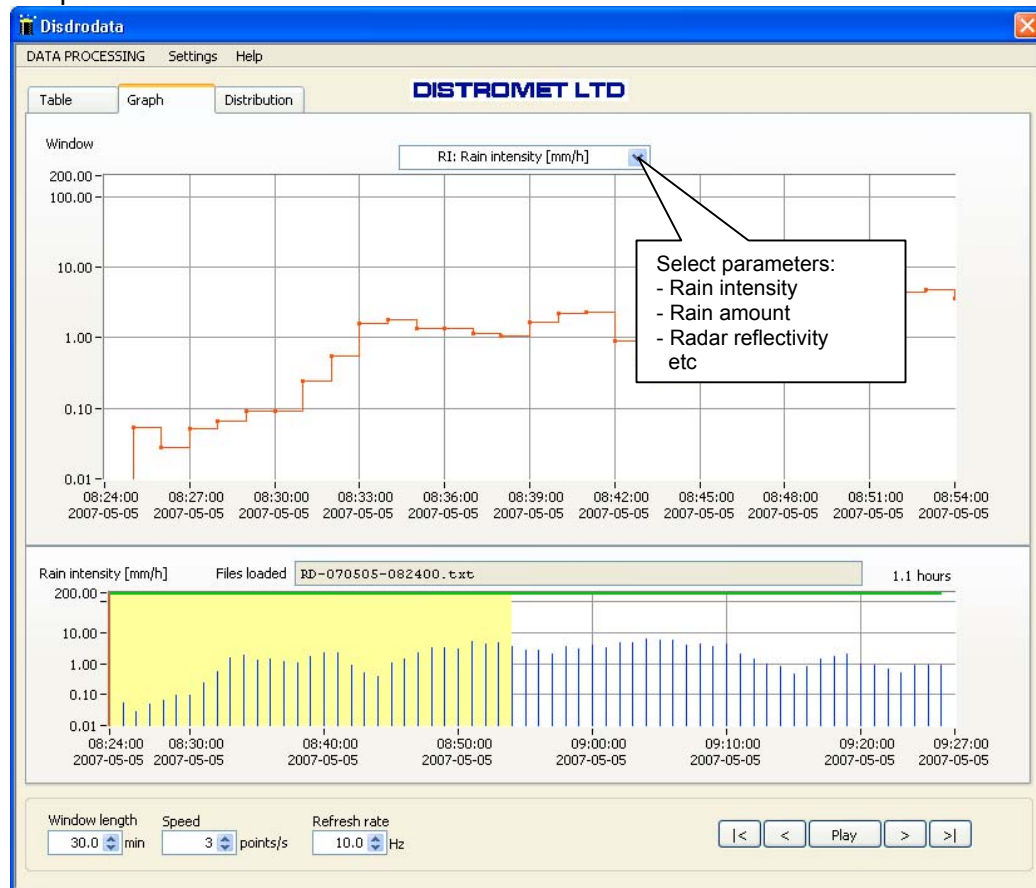 Disdrodata
DATA PROCESSING Settings Help
DISTROMET LTD
Table Graph Distribution
Window
RI: Rain intensity [mm/h]
200.00
100.00
10.00
1.00
0.10
0.01
Select parameters:
- Rain intensity
- Rain amount
- Radar reflectivity
etc
08:24:00 08:27:00 08:30:00 08:33:00 08:36:00 08:39:00 08:42:00 08:45:00 08:48:00 08:51:00 08:54:00
2007-05-05 2007-05-05 2007-05-05 2007-05-05 2007-05-05 2007-05-05 2007-05-05 2007-05-05 2007-05-05 2007-05-05 2007-05-05
Rain intensity [mm/h] Files loaded RD-070505-082400.txt 1.1 hours
200.00
10.00
1.00
0.10
0.01
08:24:00 08:30:00 08:40:00 08:50:00 09:00:00 09:10:00 09:20:00 09:27:00
2007-05-05 2007-05-05 2007-05-05 2007-05-05 2007-05-05 2007-05-05 2007-05-05 2007-05-05
Window length Speed Refresh rate
30.0 min 3 points/s 10.0 Hz
|< < Play > >|